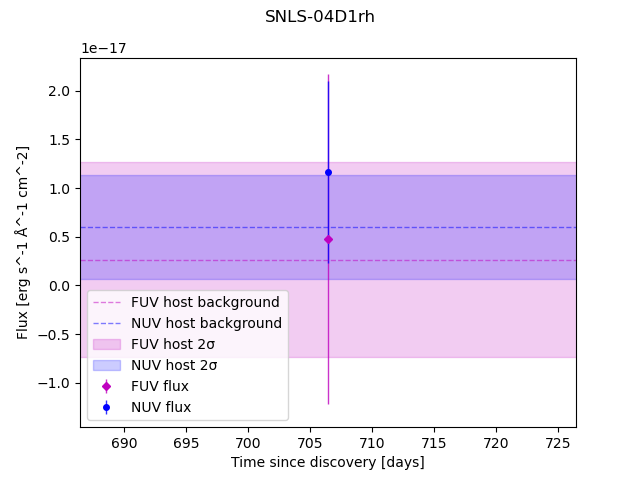 SNLS-04D1rh
1e−17
Flux [erg s^-1 Å^-1 cm^-2]
2.0
1.5
1.0
0.5
0.0
−0.5
−1.0
FUV host background
NUV host background
FUV host 2σ
NUV host 2σ
FUV flux
NUV flux
690 695 700 705 710 715 720 725
Time since discovery [days]